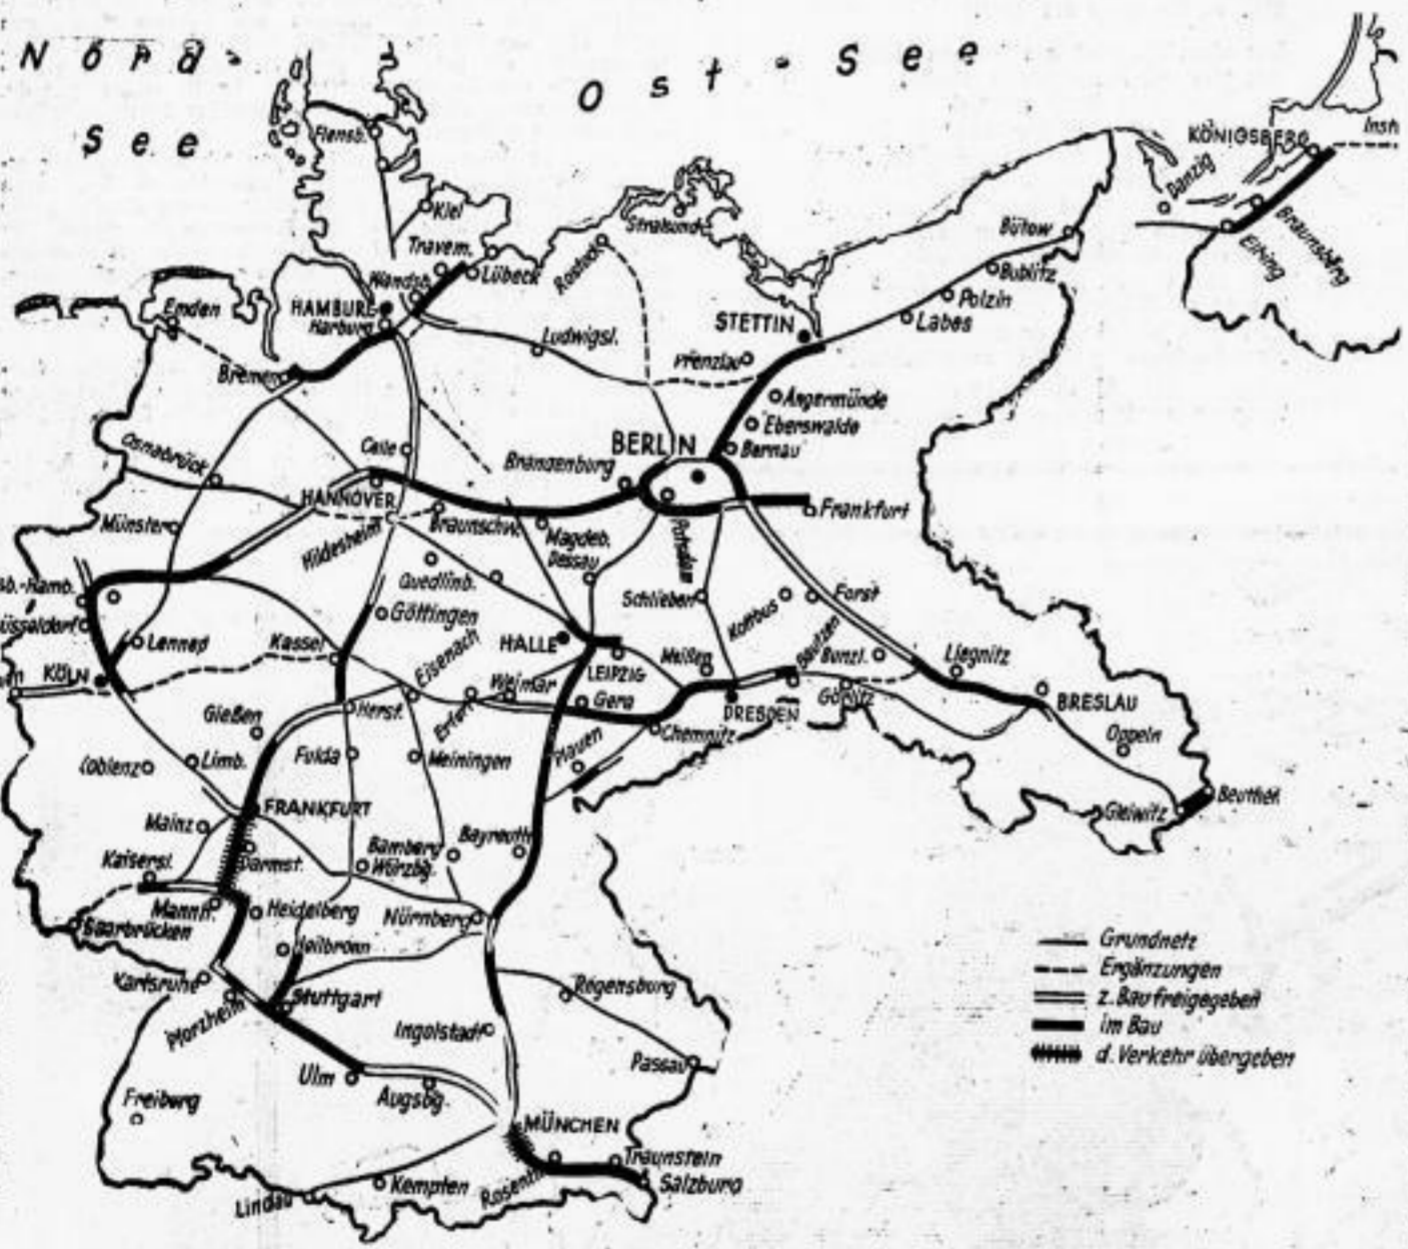 Nord-
See
Ost-See
Flensb.
Kiel
Travem.
Lübeck
Wandsb.
HAMBURG
Harburg
Emden
Bremen
Rostock
Stralsund
Ludwigsl.
STETTIN
Prenzlau
Bütow
Bublitz
Polzin
Labes
KÖNIGSBERG
Danzig
Elbing
Braunsberg
Angermünde
Eberswalde
Bernau
BERLIN
Brandenburg
Potsdam
Frankfurt
Osnabrück
Celle
HANNOVER
Münster
Hildesheim
Braunschw.
Magdeb.
Dessau
Quedlinb.
Göttingen
Schlieben
Kottbus
Forst
Lennep
Kassel
Eisenach
HALLE
LEIPZIG
Meißen
Bautzen
Bunzl.
Liegnitz
KÖLN
Weimar
Gera
DRESDEN
Görlitz
BRESLAU
Gießen
Hersf.
Erfurt
Chemnitz
Oppeln
Coblenz
Limb.
Fulda
Meiningen
Plauen
Gleiwitz
Beuthen
FRANKFURT
Mainz
Darmst.
Kaisersl.
Bamberg
Würzbg.
Bayreuth
Mannh.
Heidelberg
Nürnberg
Saarbrücken
Heilbronn
Karlsruhe
Pforzheim
Stuttgart
Regensburg
Ingolstadt
Passau
Ulm
Augsbg.
Freiburg
MÜNCHEN
Traunstein
Salzburg
Lindau
Kempten
Grundnetz
Ergänzungen
z. Bau freigegeben
im Bau
d. Verkehr übergeben